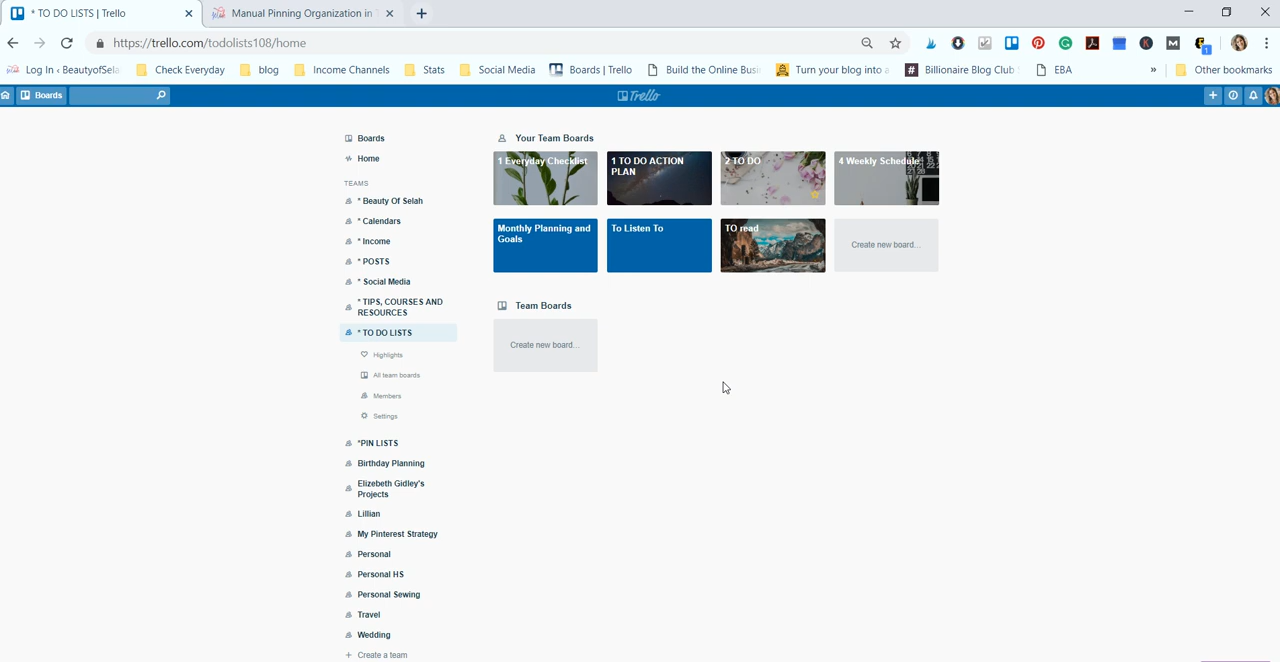 * TO DO LISTS | Trello
Manual Pinning Organization in T
https://trello.com/todolists108/home
1
Log In ‹ BeautyofSela
Check Everyday
blog
Income Channels
Stats
Social Media
Boards | Trello
Build the Online Busi
Turn your blog into a
Billionaire Blog Club
EBA
»
Other bookmarks
Boards
Trello
Boards
Home
TEAMS
* Beauty Of Selah
* Calendars
* Income
* POSTS
* Social Media
* TIPS, COURSES AND
RESOURCES
* TO DO LISTS
Highlights
All team boards
Members
Settings
*PIN LISTS
Birthday Planning
Elizebeth Gidley's
Projects
Lillian
My Pinterest Strategy
Personal
Personal HS
Personal Sewing
Travel
Wedding
+ Create a team
Your Team Boards
1 Everyday Checklist
1 TO DO ACTION
PLAN
2 TO DO
4 Weekly Schedule
Monthly Planning and
Goals
To Listen To
TO read
Create new board...
Team Boards
Create new board...